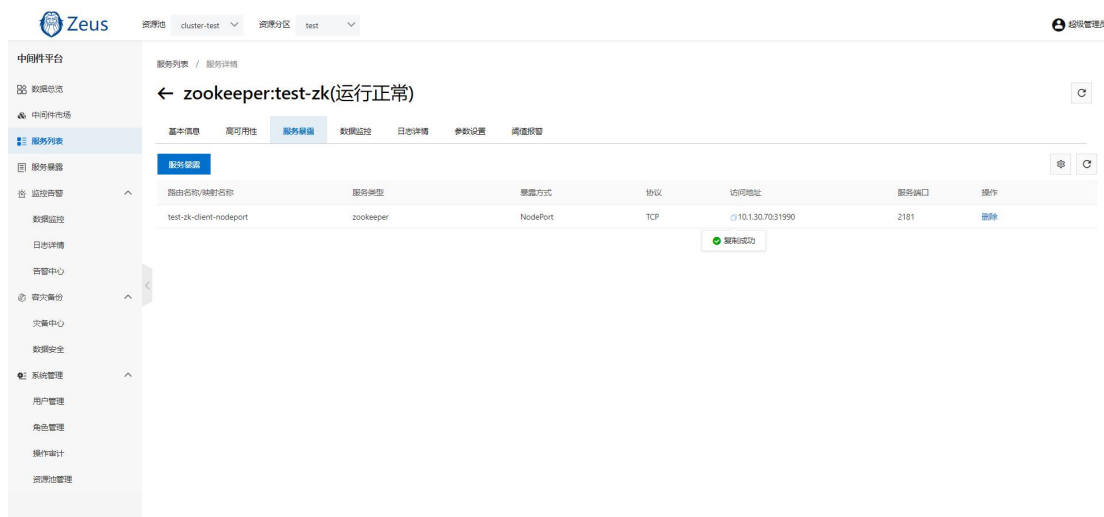 Zeus 资源池 cluster-test 资源分区 test 超级管理员
中间件平台
数据总览
中间件市场
服务列表
服务暴露
监控告警
数据监控
日志详情
告警中心
容灾备份
灾备中心
数据安全
系统管理
用户管理
角色管理
操作审计
资源池管理
服务列表 / 服务详情
← zookeeper:test-zk(运行正常)
基本信息 高可用性 服务暴露 数据监控 日志详情 参数设置 阈值报警
服务暴露
路由名称/映射名称 服务类型 暴露方式 协议 访问地址 服务端口 操作
test-zk-client-nodeport zookeeper NodePort TCP 10.1.30.70:31990 2181 删除
复制成功